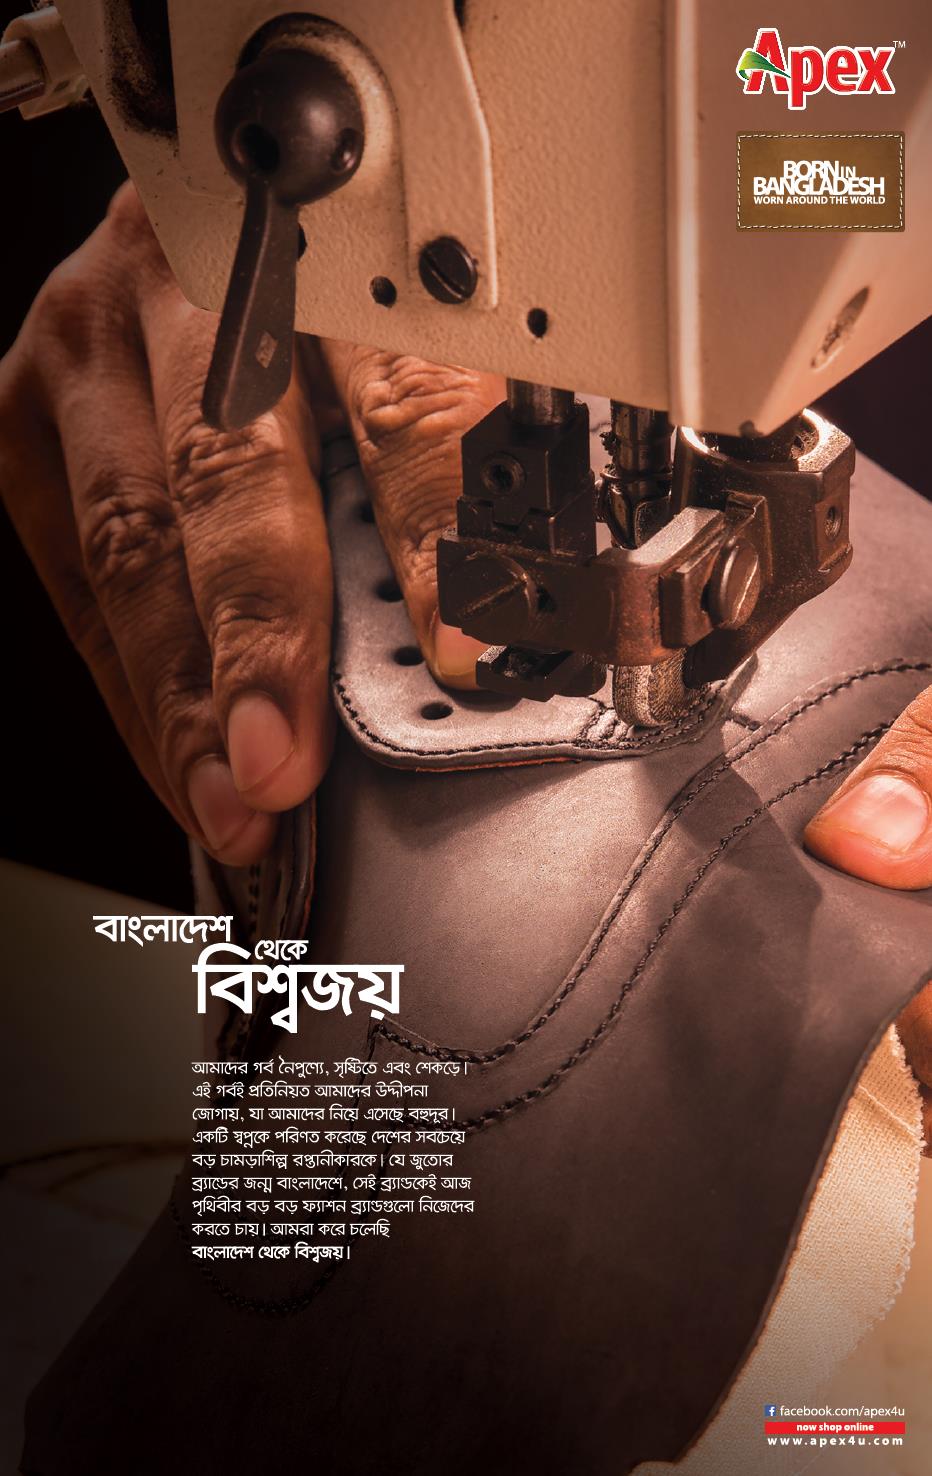 Apex™
BORN IN
BANGLADESH
WORN AROUND THE WORLD
বাংলাদেশ
থেকে
বিশ্বজয়
আমাদের গর্ব নৈপুণ্যে, সৃষ্টিতে এবং শেকড়ে।
এই গর্বই প্রতিনিয়ত আমাদের উদ্দীপনা
জোগায়, যা আমাদের নিয়ে এসেছে বহুদূর।
একটি স্বপ্নকে পরিণত করেছে দেশের সবচেয়ে
বড় চামড়াশিল্প রপ্তানীকারকে। যে জুতোর
ব্র্যান্ডের জন্ম বাংলাদেশে, সেই ব্র্যান্ডকেই আজ
পৃথিবীর বড় বড় ফ্যাশন ব্র্যান্ডগুলো নিজেদের
করতে চায়। আমরা করে চলেছি
বাংলাদেশ থেকে বিশ্বজয়।
facebook.com/apex4u
now shop online
www.apex4u.com